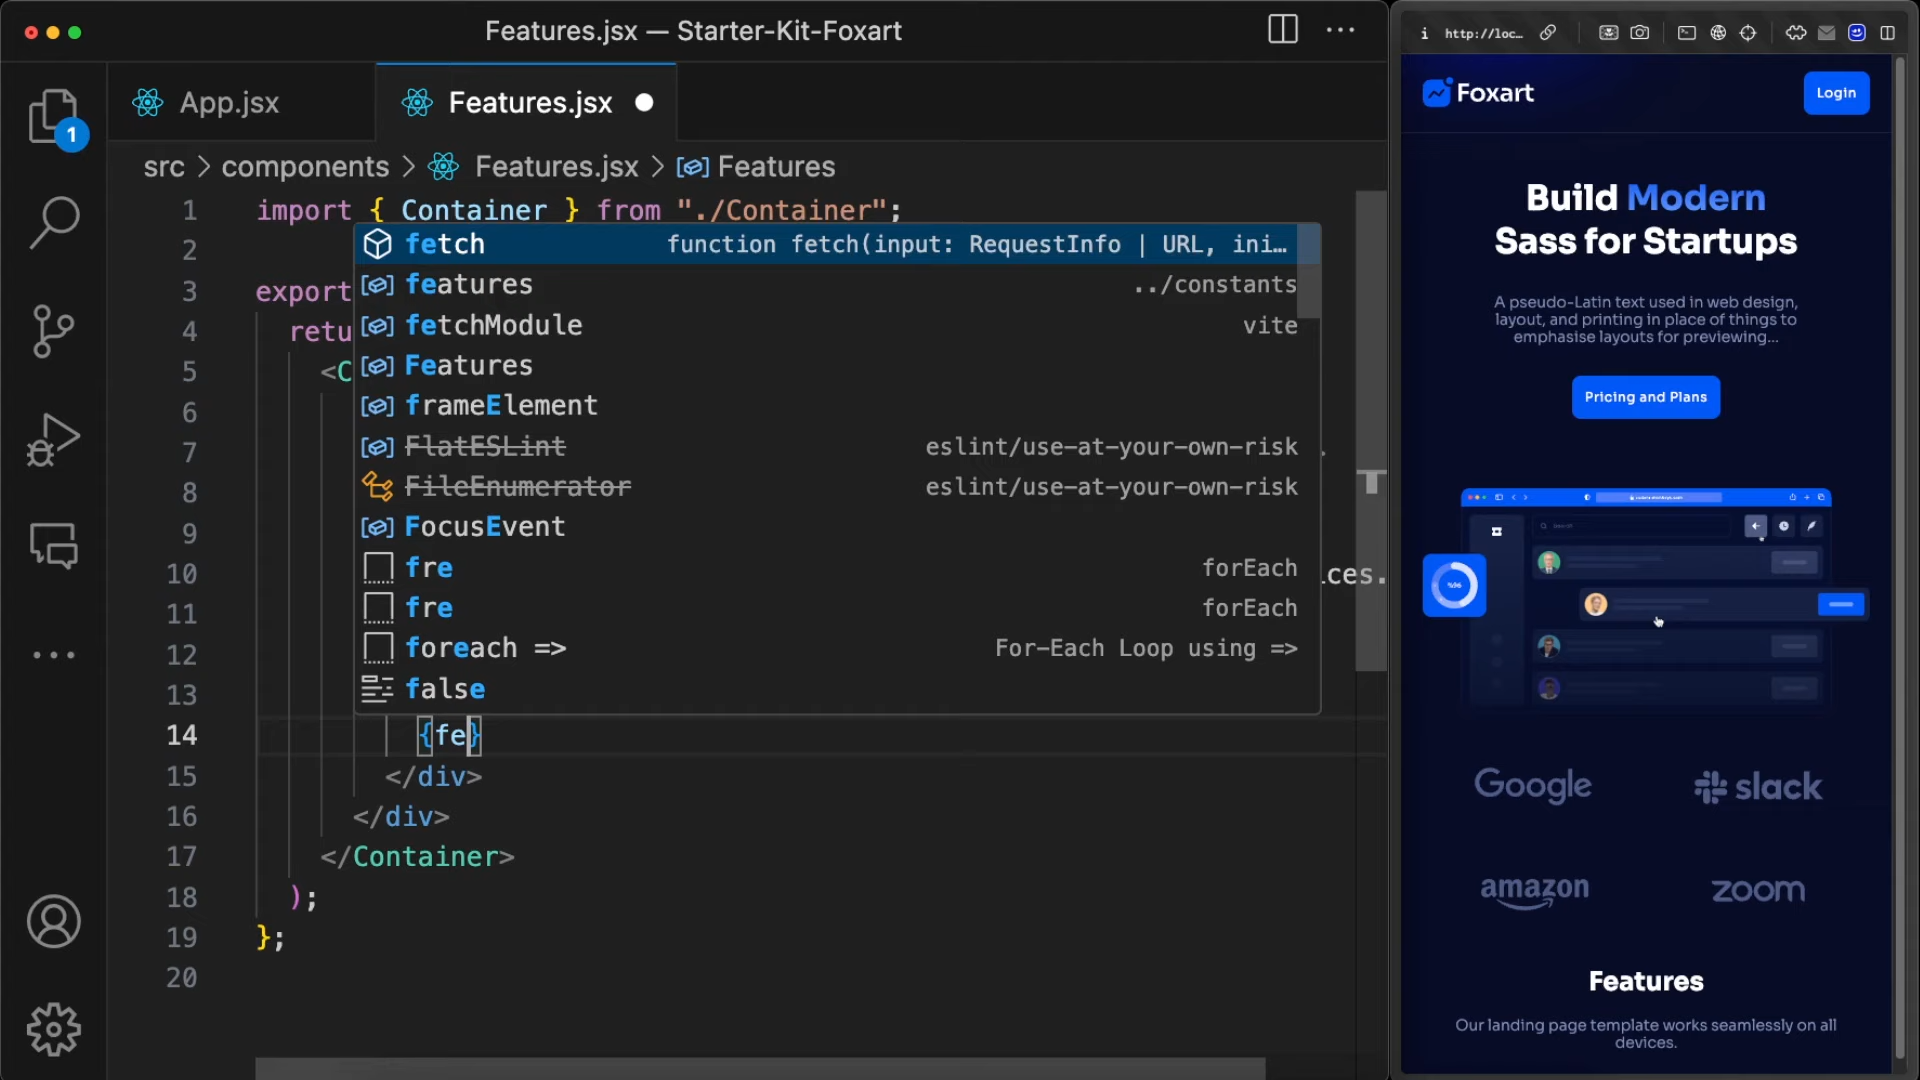 Features.jsx — Starter-Kit-Foxart
App.jsx
Features.jsx
1
src > components > Features.jsx > Features
1 import { Container } from "./Container";
2
3 export
4 retu
5 <C
6
7
8
9
10 ices.
11
12
13
14 {fe}
15 </div>
16 </div>
17 </Container>
18 );
19 };
20
fetch function fetch(input: RequestInfo | URL, ini…
features ../constants
fetchModule vite
Features
frameElement
FlatESLint eslint/use-at-your-own-risk
FileEnumerator eslint/use-at-your-own-risk
FocusEvent
fre forEach
fre forEach
foreach => For-Each Loop using =>
false
http://loc…
Foxart
Login
Build Modern
Sass for Startups
A pseudo-Latin text used in web design,
layout, and printing in place of things to
emphasise layouts for previewing...
Pricing and Plans
Search
%96
Google
slack
amazon
zoom
Features
Our landing page template works seamlessly on all
devices.